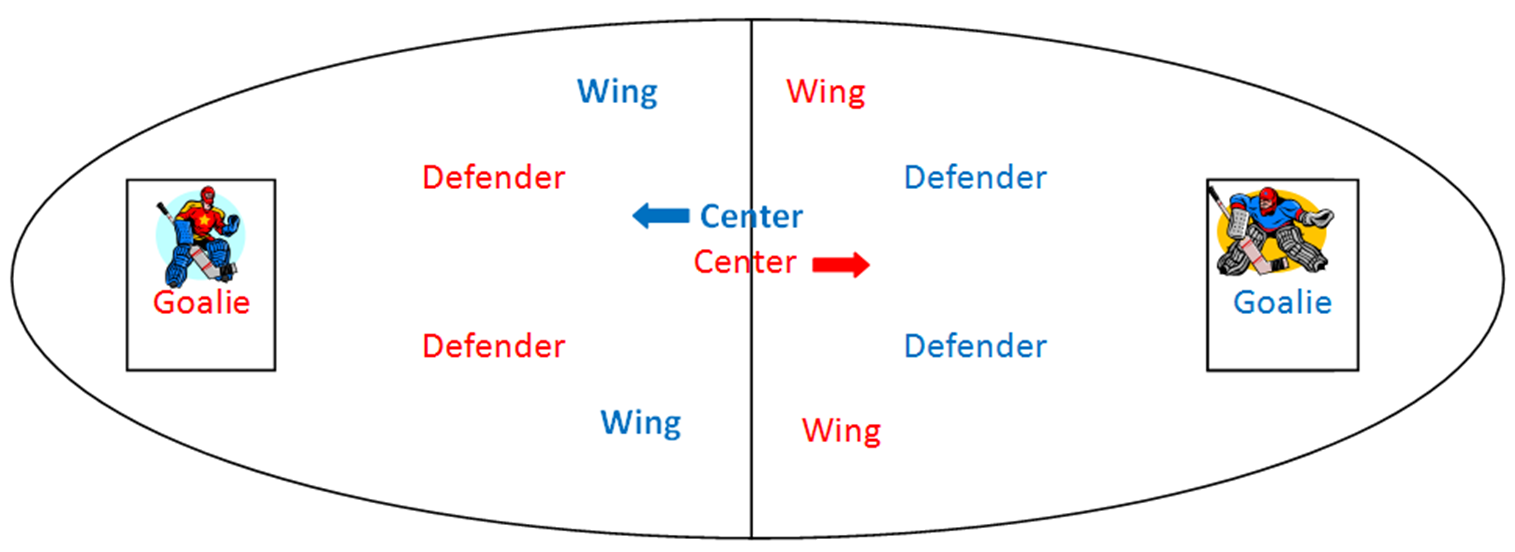 Wing Wing
Defender Defender
Center
Center
Goalie Goalie
Defender Defender
Wing Wing